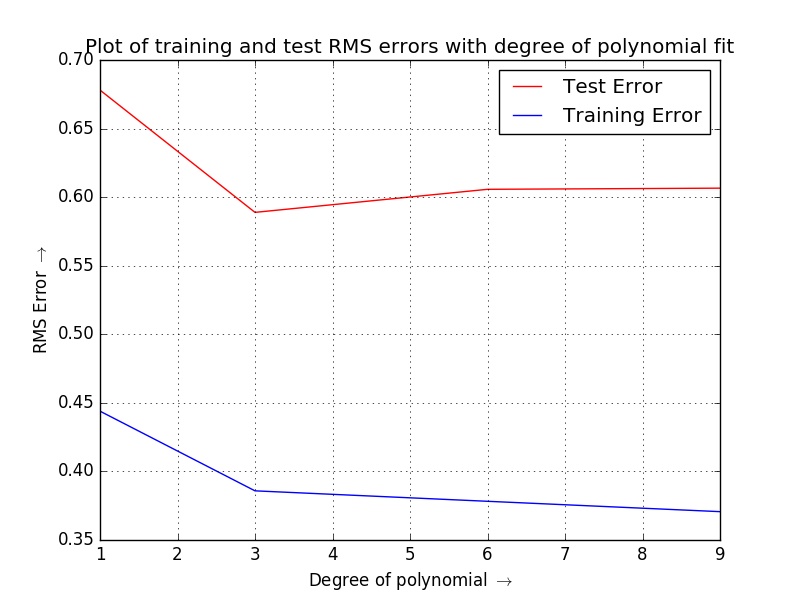 Plot of training and test RMS errors with degree of polynomial fit
Test Error
Training Error
0.70
0.65
0.60
0.55
0.50
0.45
0.40
0.35
RMS Error →
1 2 3 4 5 6 7 8 9
Degree of polynomial →